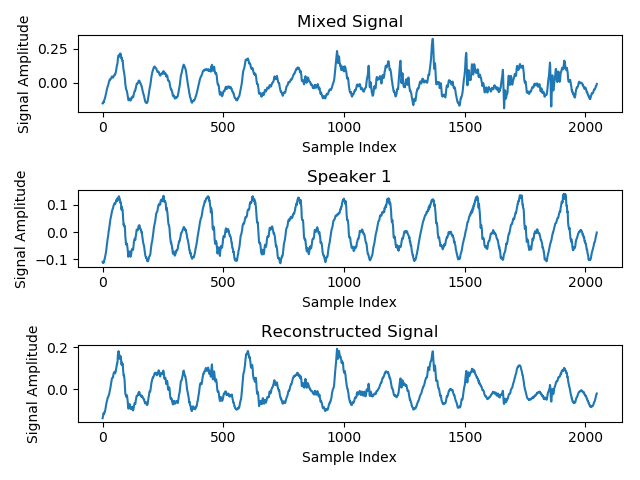 Mixed Signal
Signal Amplitude
0.25
0.00
0 500 1000 1500 2000
Sample Index
Speaker 1
Signal Amplitude
0.1
0.0
−0.1
0 500 1000 1500 2000
Sample Index
Reconstructed Signal
Signal Amplitude
0.2
0.0
0 500 1000 1500 2000
Sample Index